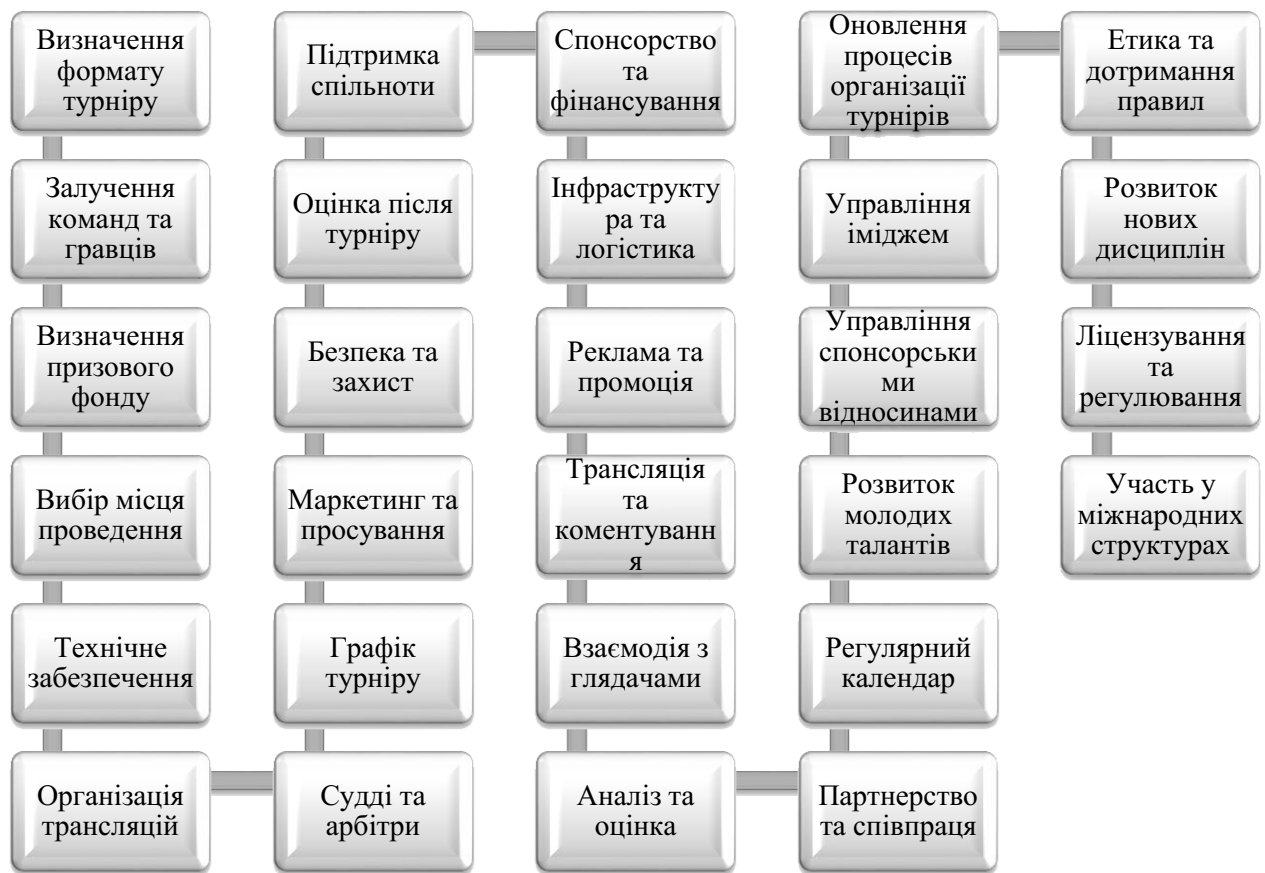 Визначення
формату
турніру
Залучення
команд та
гравців
Визначення
призового
фонду
Вибір місця
проведення
Технічне
забезпечення
Організація
трансляцій
Судді та
арбітри
Графік
турніру
Маркетинг та
просування
Безпека та
захист
Оцінка після
турніру
Підтримка
спільноти
Спонсорство
та
фінансування
Інфраструкту
ра та
логістика
Реклама та
промоція
Трансляція
та
коментуванн
я
Взаємодія з
глядачами
Аналіз та
оцінка
Партнерство
та співпраця
Регулярний
календар
Розвиток
молодих
талантів
Управління
спонсорськи
ми
відносинами
Управління
іміджем
Оновлення
процесів
організації
турнірів
Етика та
дотримання
правил
Розвиток
нових
дисциплін
Ліцензування
та
регулювання
Участь у
міжнародних
структурах